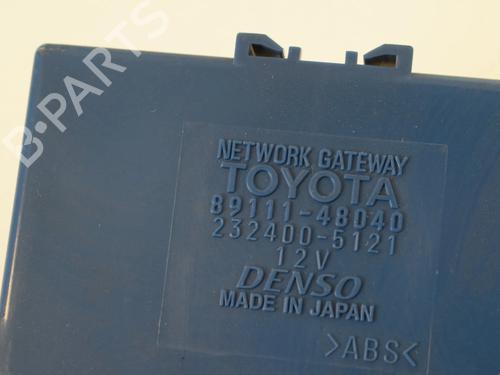 B-PARTS
NETWORK GATEWAY
TOYOTA
89111-48040
232400-5121
12V
DENSO
MADE IN JAPAN
>ABS<